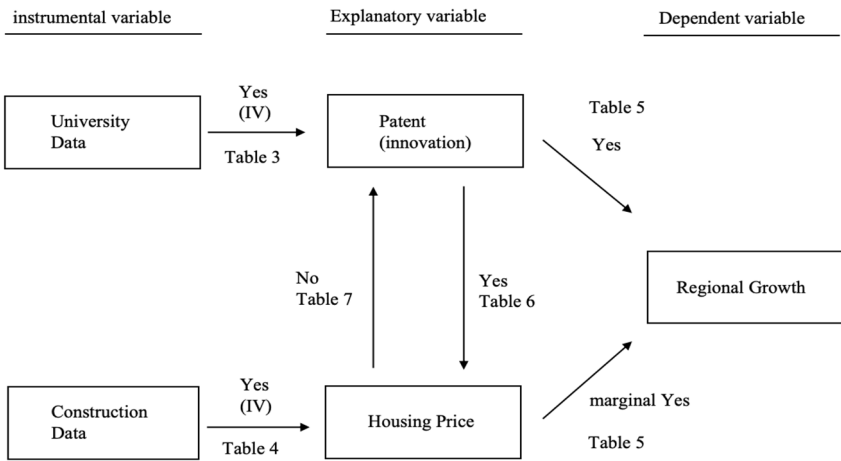 instrumental variable
Explanatory variable
Dependent variable
University
Data
Yes
(IV)
Table 3
Patent
(innovation)
Table 5
Yes
No
Table 7
Yes
Table 6
Regional Growth
Construction
Data
Yes
(IV)
Table 4
Housing Price
marginal Yes
Table 5